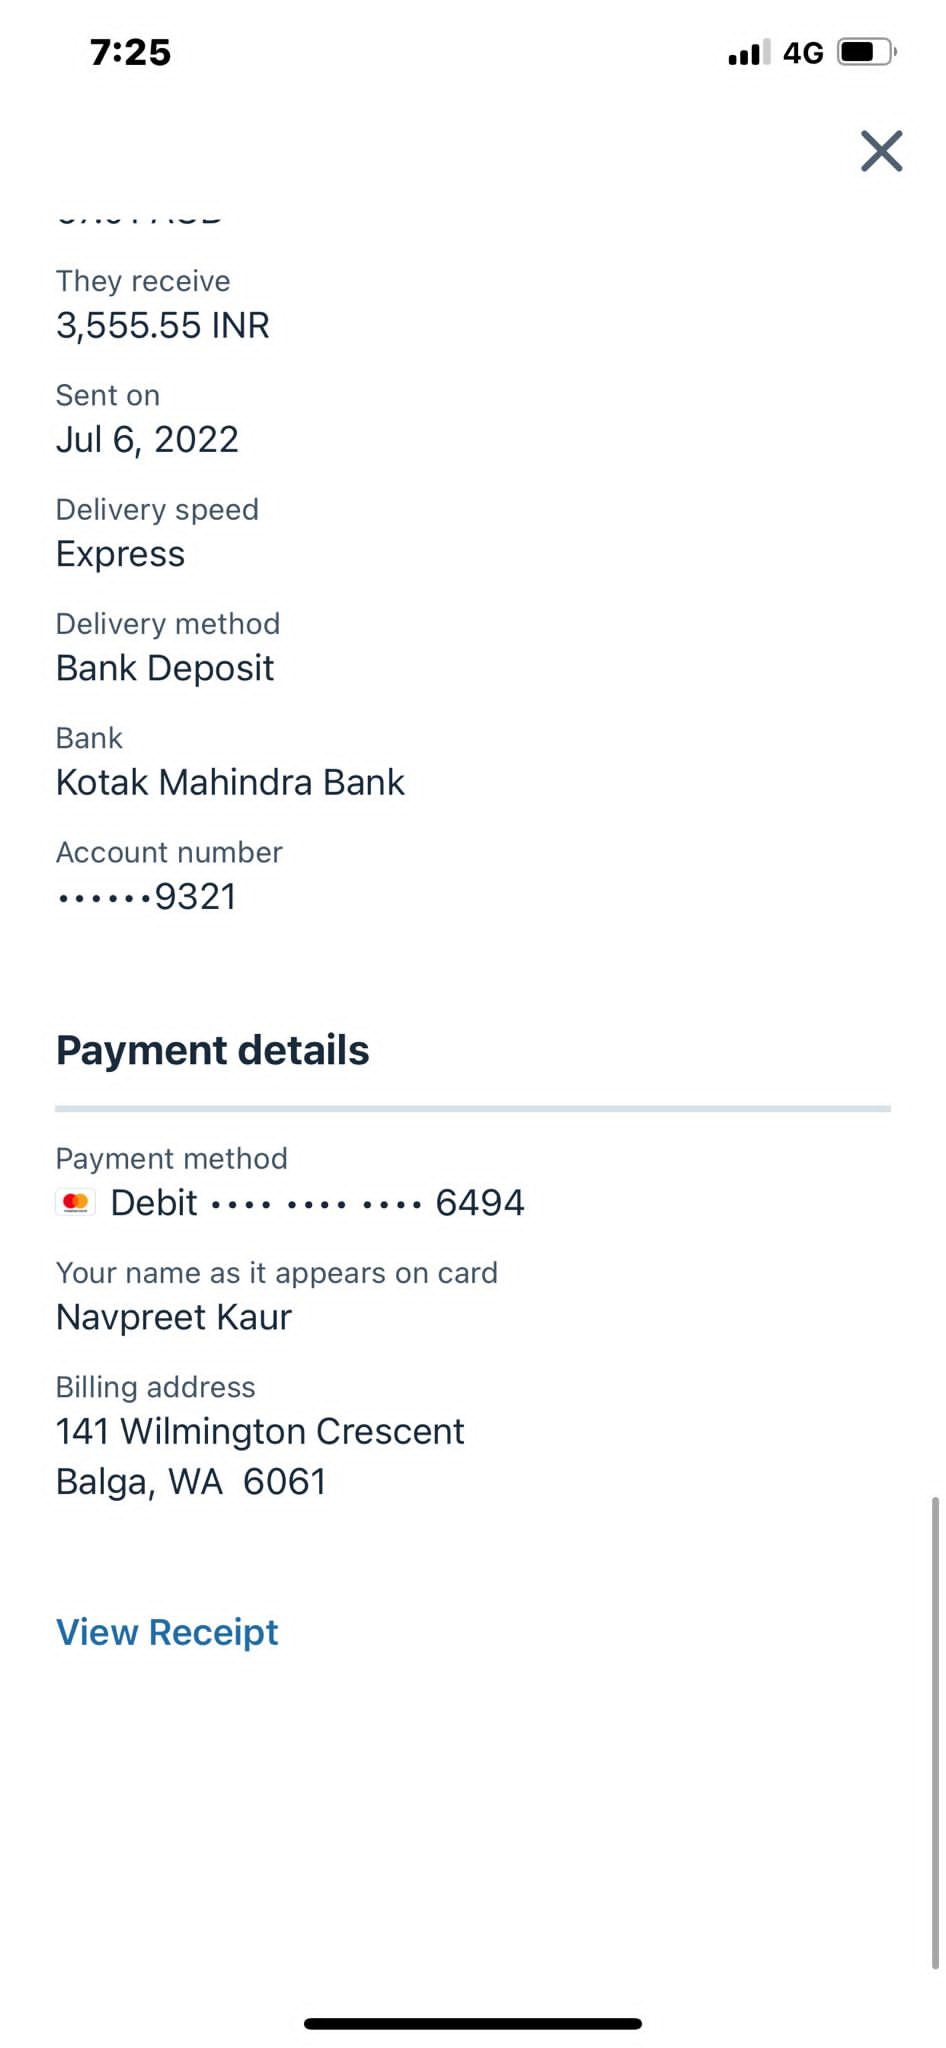 7:25
4G
They receive
3,555.55 INR
Sent on
Jul 6, 2022
Delivery speed
Express
Delivery method
Bank Deposit
Bank
Kotak Mahindra Bank
Account number
······9321
Payment details
Payment method
Debit ···· ···· ···· 6494
Your name as it appears on card
Navpreet Kaur
Billing address
141 Wilmington Crescent
Balga, WA  6061
View Receipt